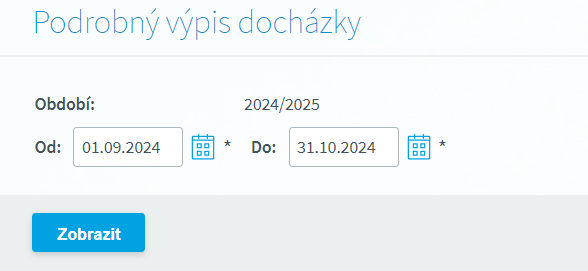 Podrobný výpis docházky
Období: 2024/2025
Od: 01.09.2024 * Do: 31.10.2024 *
Zobrazit